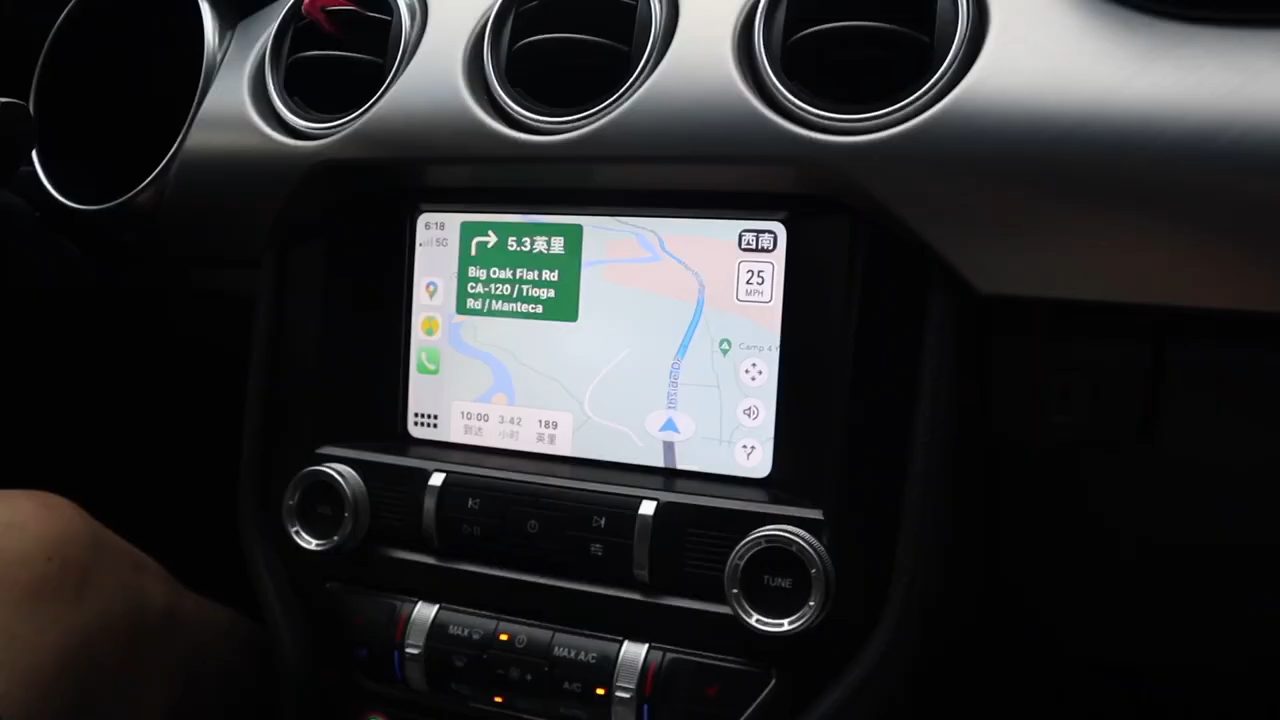 6:18
5G
5.3英里
Big Oak Flat Rd
CA-120 / Tioga
Rd / Manteca
西南
25
MPH
Camp 4
10:00 3:42 189
到达 小时 英里
TUNE
MAX
MAX A/C
A/C